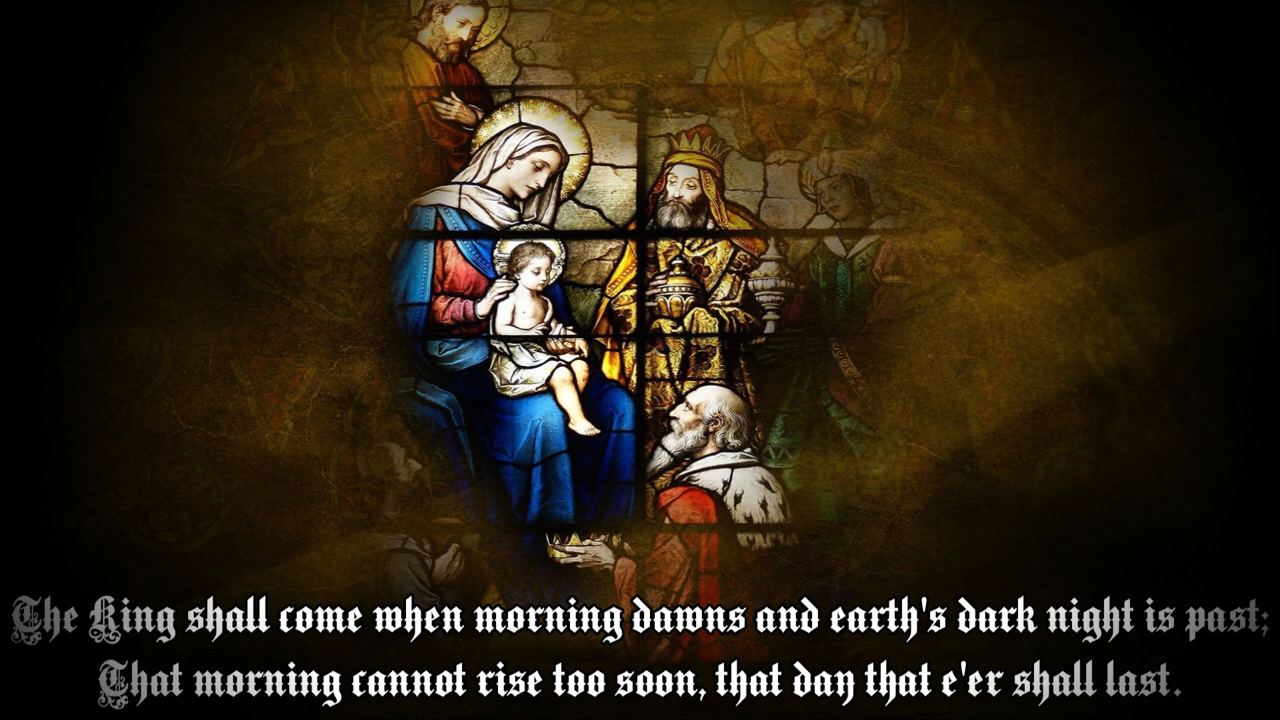 The King shall come when morning dawns and earth's dark night is past;
That morning cannot rise too soon, that day that e'er shall last.